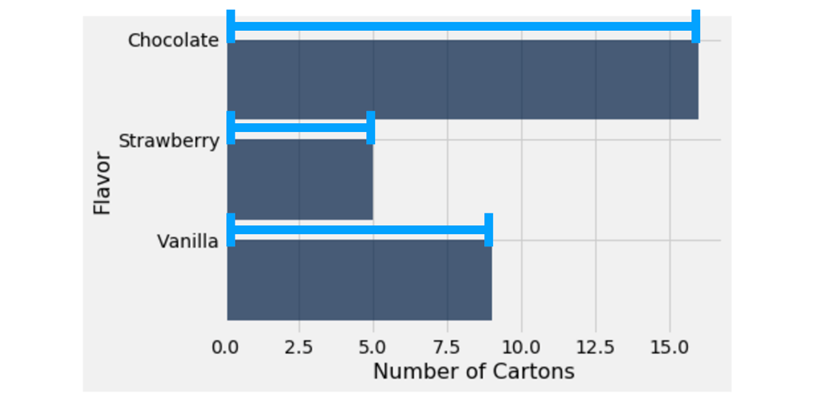 Chocolate
Strawberry
Vanilla
Flavor
0.0 2.5 5.0 7.5 10.0 12.5 15.0
Number of Cartons